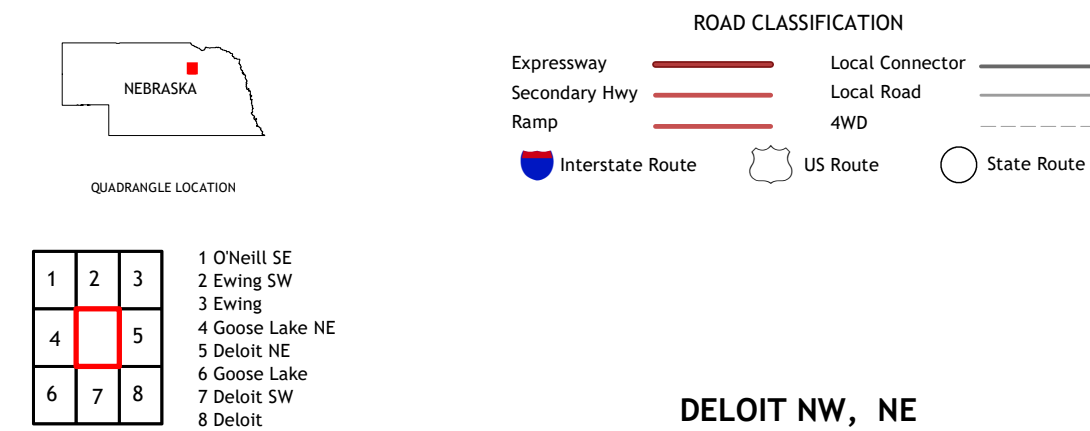 NEBRASKA
QUADRANGLE LOCATION
ROAD CLASSIFICATION
Expressway
Local Connector
Secondary Hwy
Local Road
Ramp
4WD
Interstate Route
US Route
State Route
1 2 3
4 5
6 7 8
1 O'Neill SE
2 Ewing SW
3 Ewing
4 Goose Lake NE
5 Deloit NE
6 Goose Lake
7 Deloit SW
8 Deloit
DELOIT NW, NE